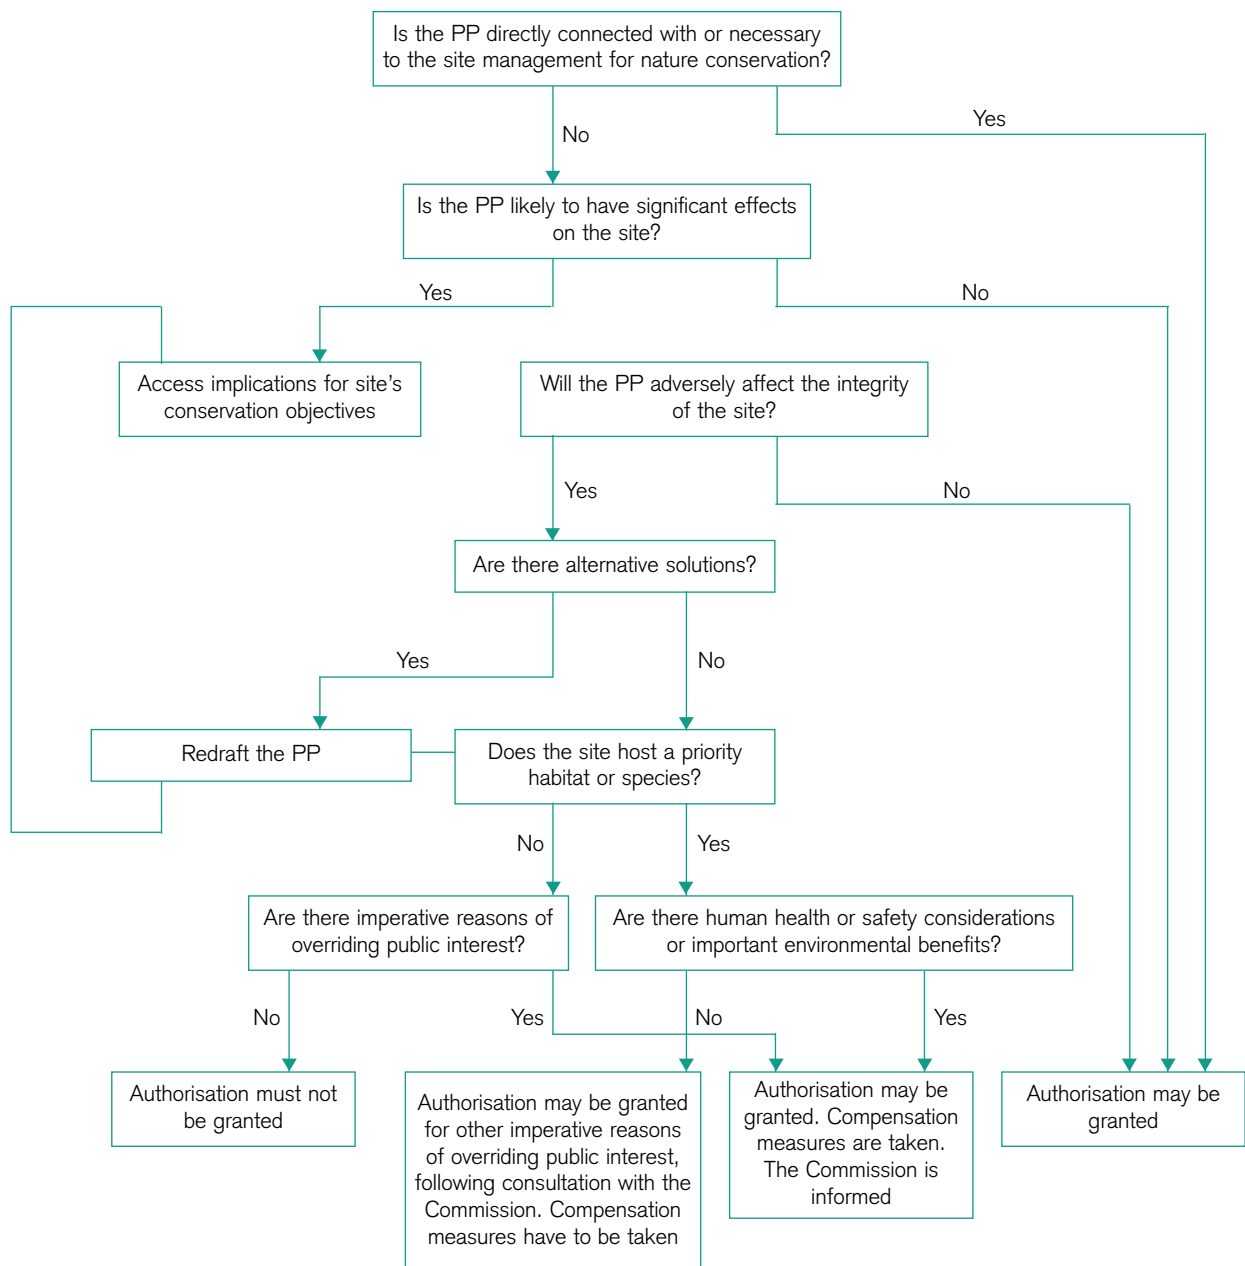 Is the PP directly connected with or necessary
to the site management for nature conservation?
Yes
No
Is the PP likely to have significant effects
on the site?
Yes
No
Access implications for site's
conservation objectives
Will the PP adversely affect the integrity
of the site?
Yes
No
Are there alternative solutions?
Yes
No
Redraft the PP
Does the site host a priority
habitat or species?
No
Yes
Are there imperative reasons of
overriding public interest?
Are there human health or safety considerations
or important environmental benefits?
No
Yes
No
Yes
Authorisation must not
be granted
Authorisation may be granted
for other imperative reasons
of overriding public interest,
following consultation with the
Commission. Compensation
measures have to be taken
Authorisation may be
granted. Compensation
measures are taken.
The Commission is
informed
Authorisation may be
granted